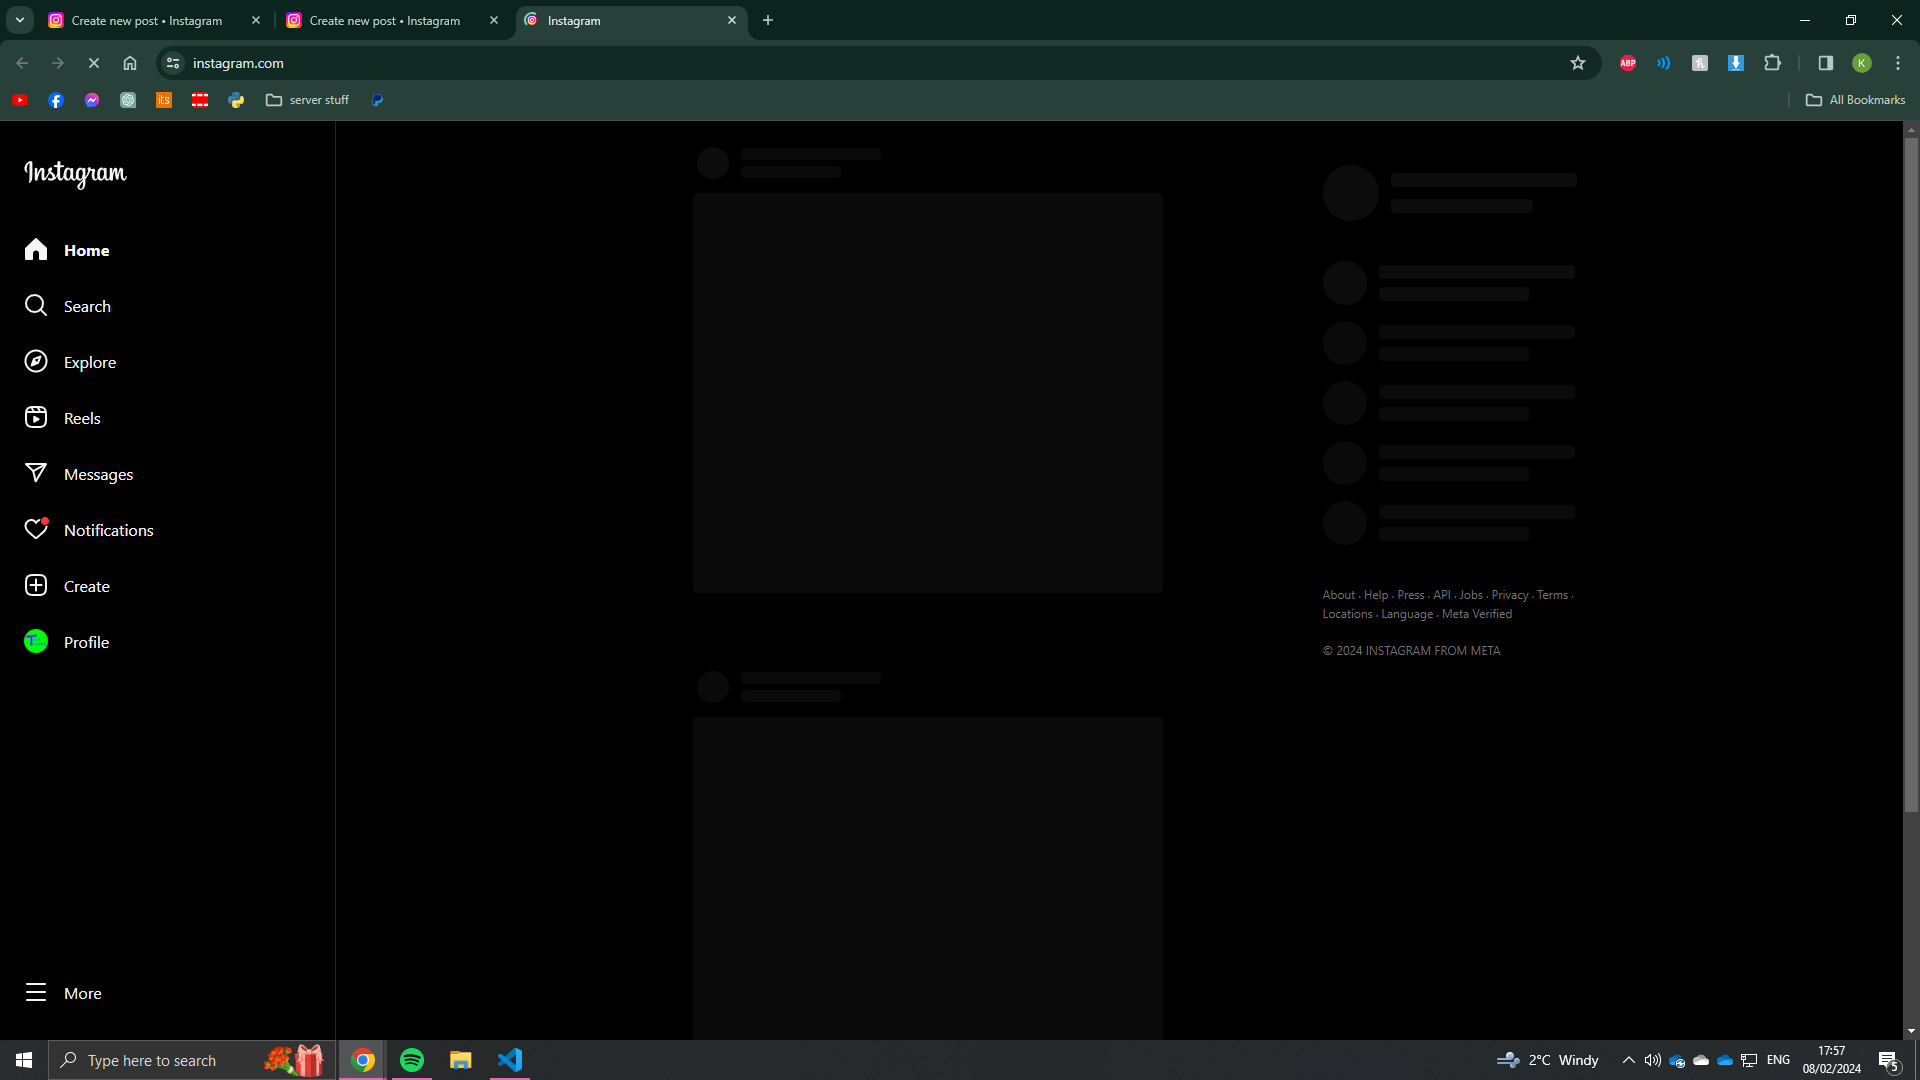 Create new post • Instagram
Create new post • Instagram
Instagram
instagram.com
ABP
K
its
server stuff
All Bookmarks
Instagram
Home
Search
Explore
Reels
Messages
Notifications
Create
Profile
More
About · Help · Press · API · Jobs · Privacy · Terms ·
Locations · Language · Meta Verified
© 2024 INSTAGRAM FROM META
Type here to search
2°C Windy
ENG
17:57
08/02/2024
5